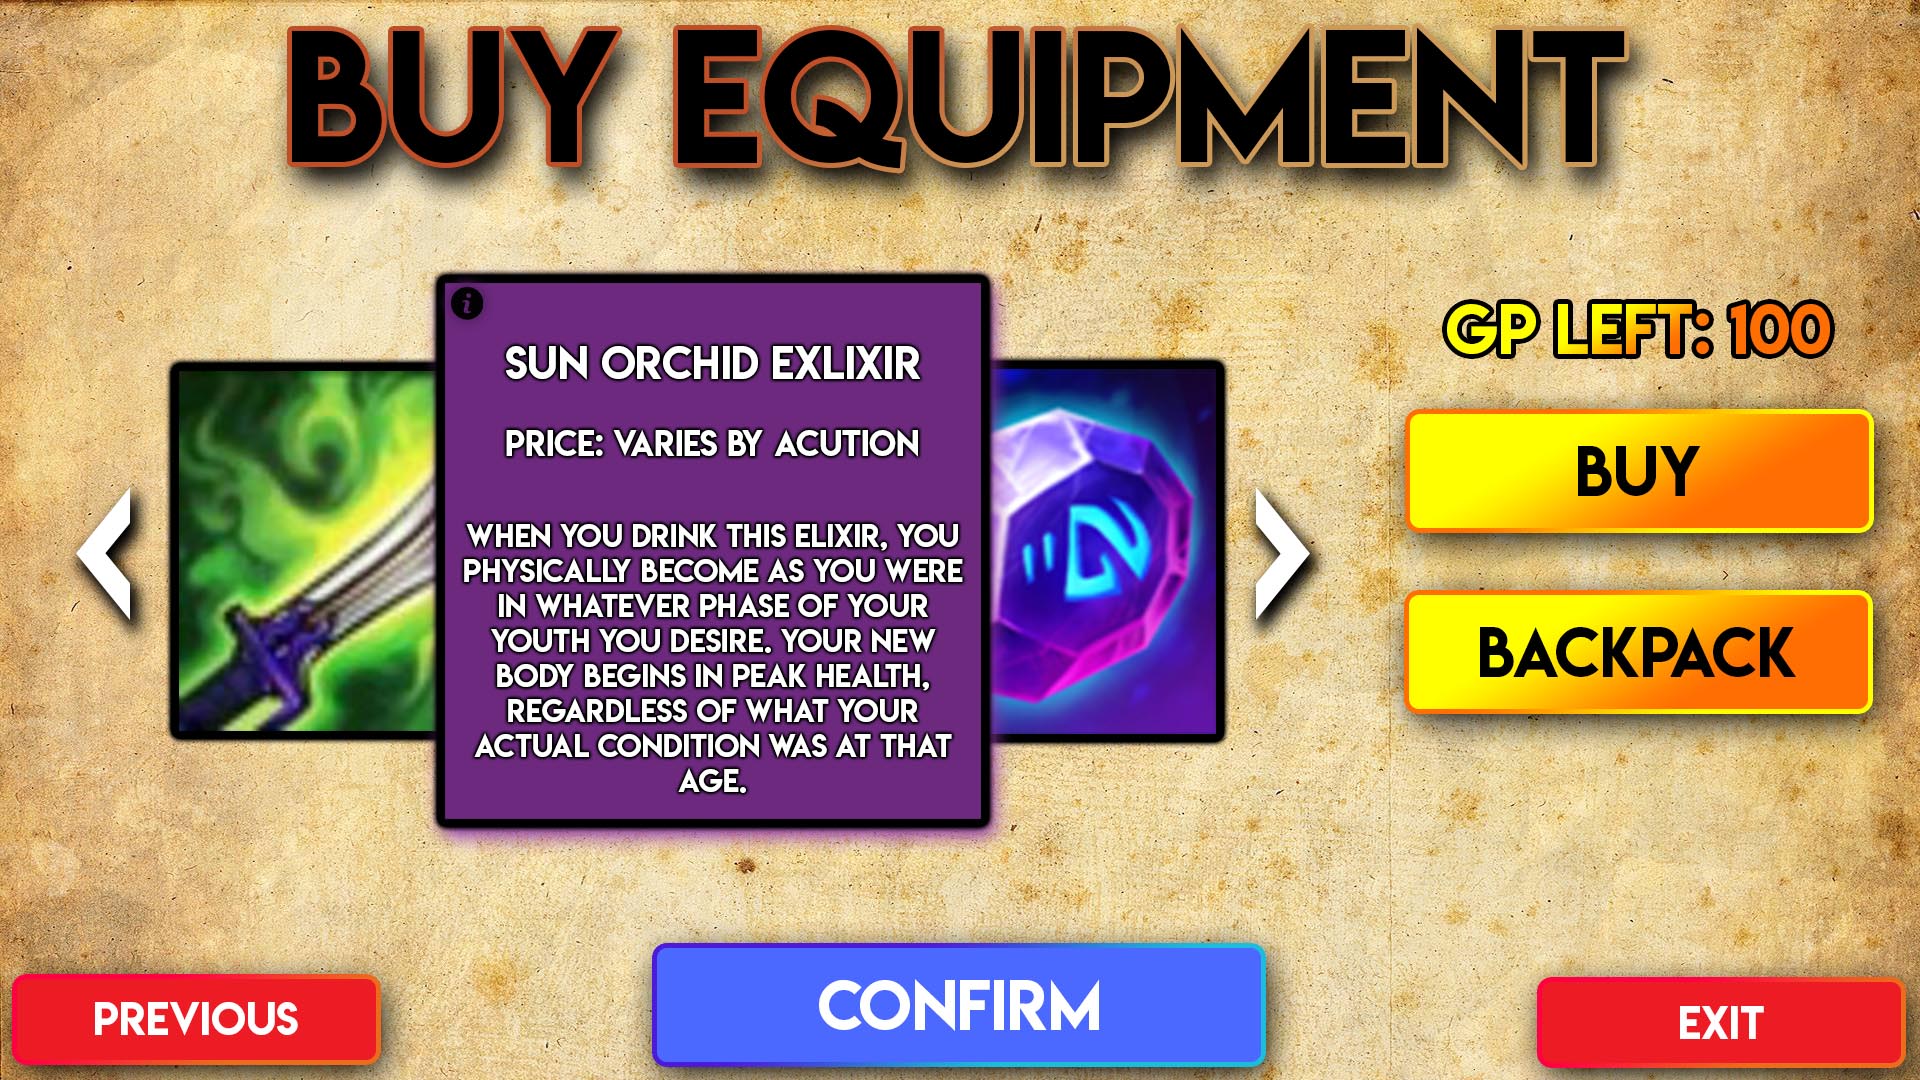 BUY EQUIPMENT
i
SUN ORCHID EXLIXIR
PRICE: VARIES BY ACUTION
WHEN YOU DRINK THIS ELIXIR, YOU
PHYSICALLY BECOME AS YOU WERE
IN WHATEVER PHASE OF YOUR
YOUTH YOU DESIRE. YOUR NEW
BODY BEGINS IN PEAK HEALTH,
REGARDLESS OF WHAT YOUR
ACTUAL CONDITION WAS AT THAT
AGE.
GP LEFT: 100
BUY
BACKPACK
PREVIOUS
CONFIRM
EXIT